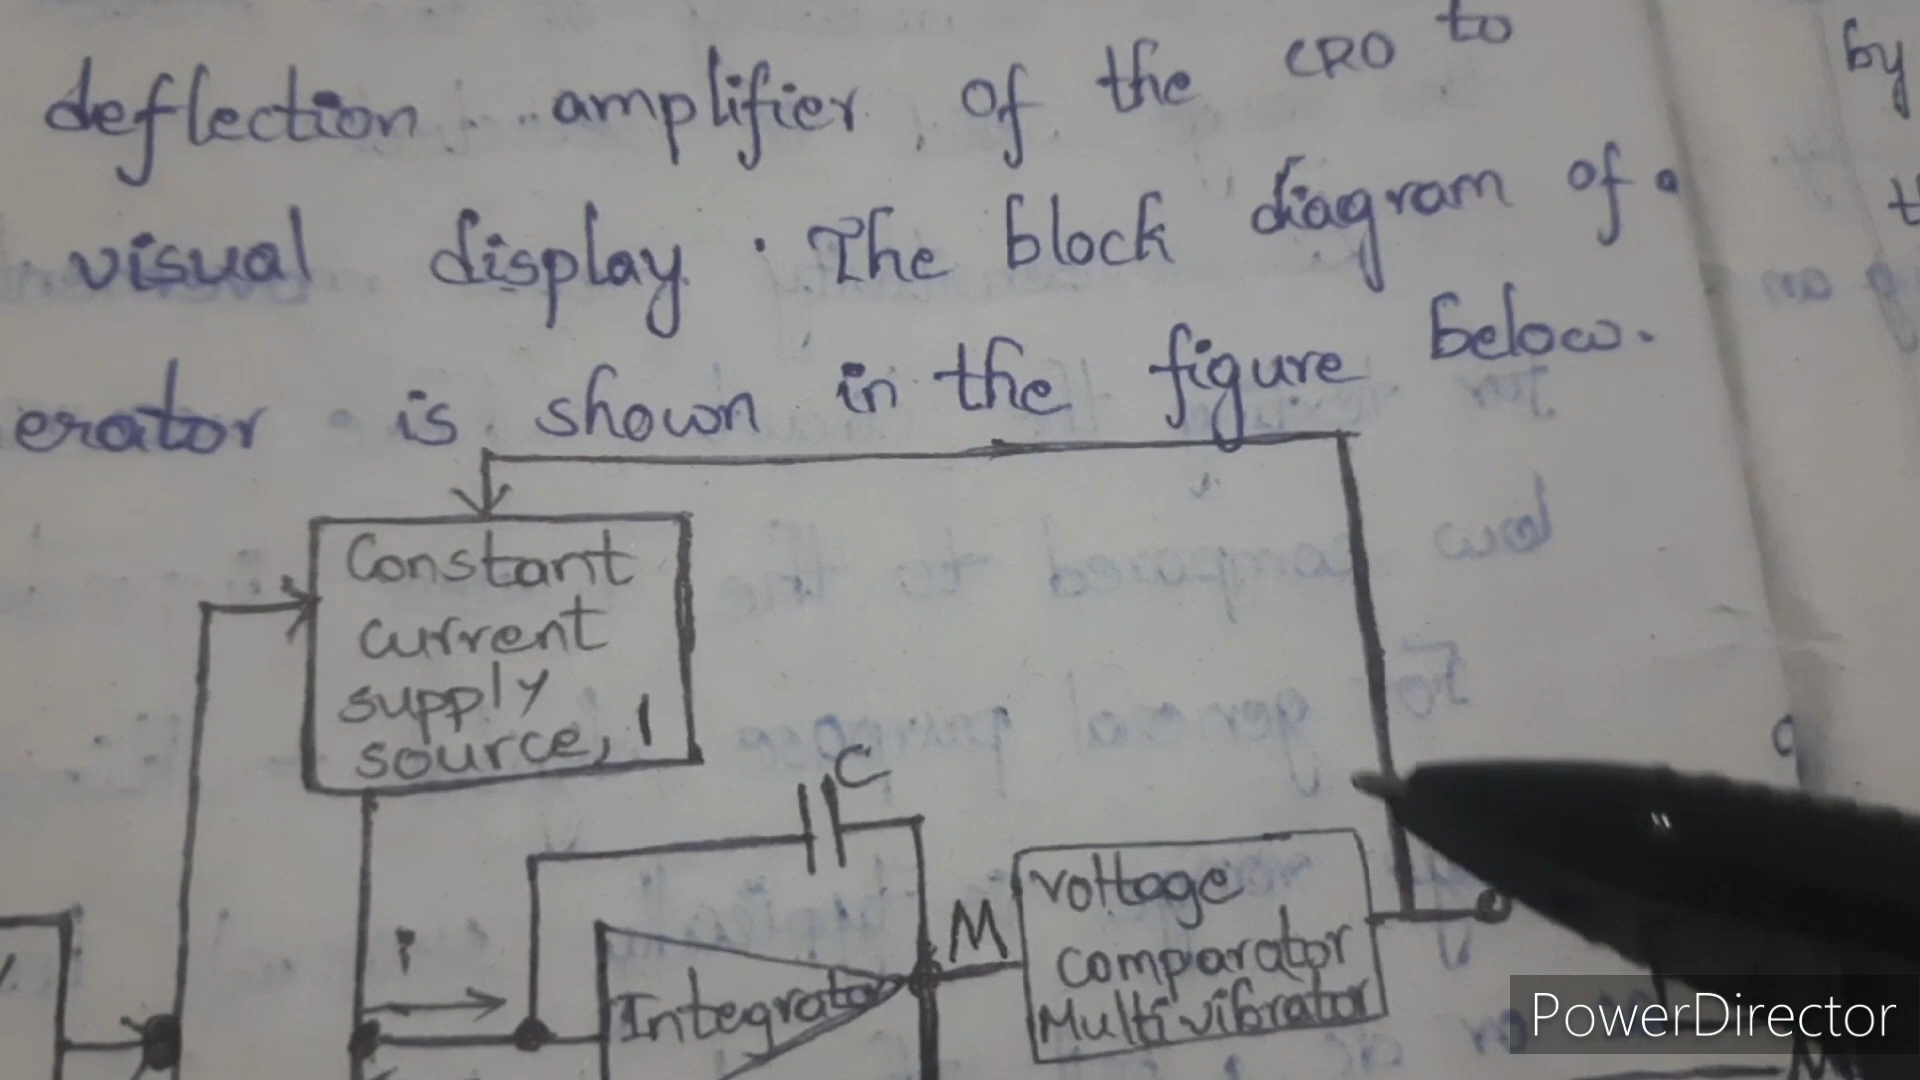 deflection amplifier of the CRO to by
visual display. The block diagram of a
erator is shown in the figure below.
Constant
current
supply
source, I
C
i
M
Integrator
voltage
comparator
Multivibrator
PowerDirector